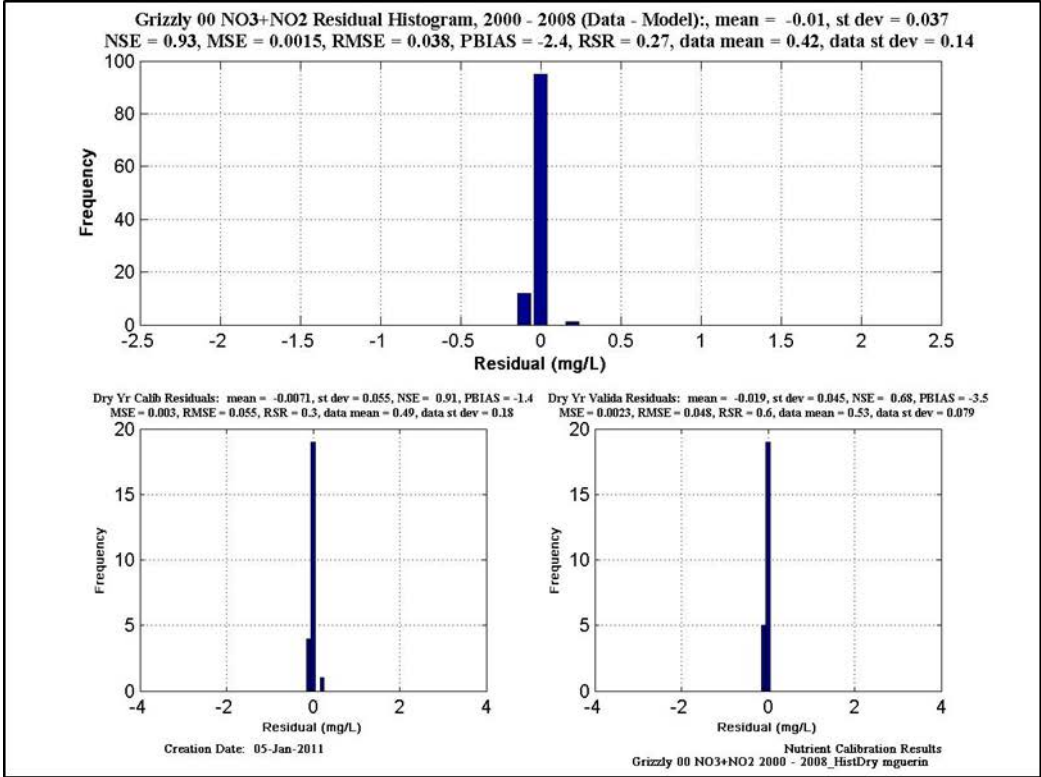 Grizzly 00 NO3+NO2 Residual Histogram, 2000 - 2008 (Data - Model):, mean = -0.01, st dev = 0.037
NSE = 0.93, MSE = 0.0015, RMSE = 0.038, PBIAS = -2.4, RSR = 0.27, data mean = 0.42, data st dev = 0.14
100
80
60
40
20
0
Frequency
-2.5 -2 -1.5 -1 -0.5 0 0.5 1 1.5 2 2.5
Residual (mg/L)
Dry Yr Calib Residuals: mean = -0.0071, st dev = 0.055, NSE = 0.91, PBIAS = -1.4
MSE = 0.003, RMSE = 0.055, RSR = 0.3, data mean = 0.49, data st dev = 0.18
20
15
10
5
0
Frequency
-4 -2 0 2 4
Residual (mg/L)
Dry Yr Valida Residuals: mean = -0.019, st dev = 0.045, NSE = 0.68, PBIAS = -3.5
MSE = 0.0023, RMSE = 0.048, RSR = 0.6, data mean = 0.53, data st dev = 0.079
20
15
10
5
0
Frequency
-4 -2 0 2 4
Residual (mg/L)
Creation Date: 05-Jan-2011
Nutrient Calibration Results
Grizzly 00 NO3+NO2 2000 - 2008_HistDry mguerin